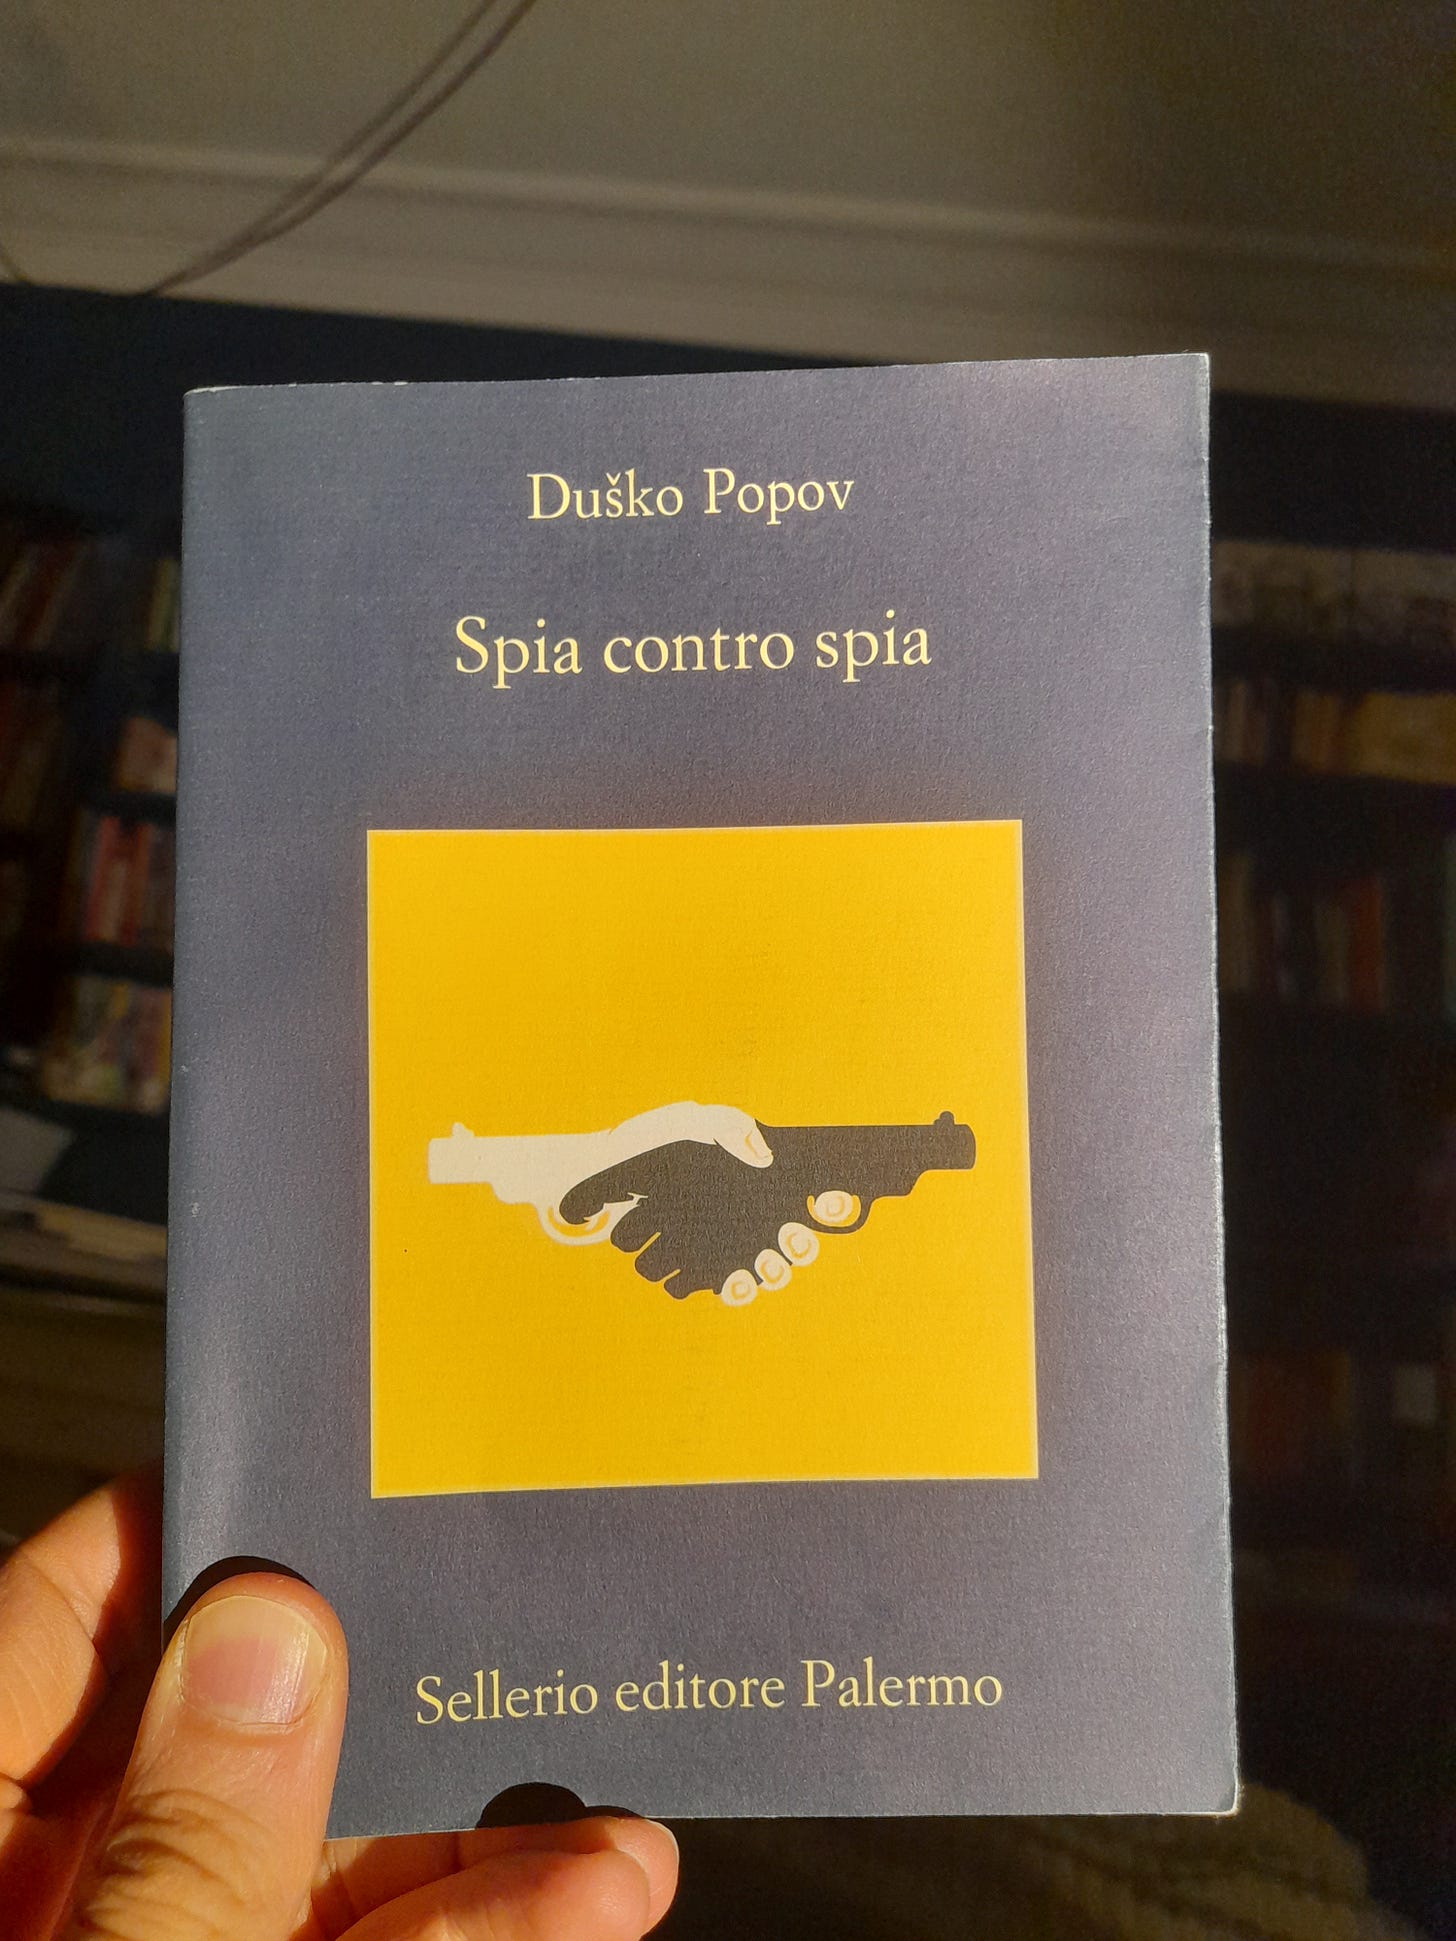 Duško Popov
Spia contro spia
Sellerio editore Palermo